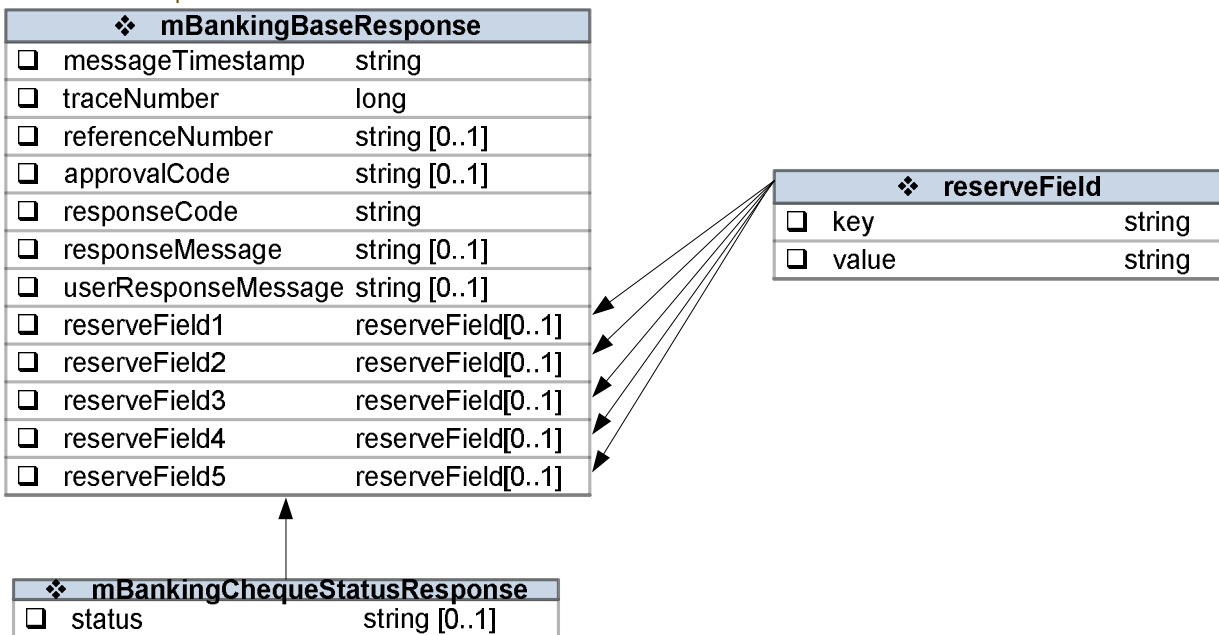 ❖ mBankingBaseResponse
❑ messageTimestamp string
❑ traceNumber long
❑ referenceNumber string [0..1]
❑ approvalCode string [0..1]
❑ responseCode string
❑ responseMessage string [0..1]
❑ userResponseMessage string [0..1]
❑ reserveField1 reserveField[0..1]
❑ reserveField2 reserveField[0..1]
❑ reserveField3 reserveField[0..1]
❑ reserveField4 reserveField[0..1]
❑ reserveField5 reserveField[0..1]
❖ reserveField
❑ key string
❑ value string
❖ mBankingChequeStatusResponse
❑ status string [0..1]